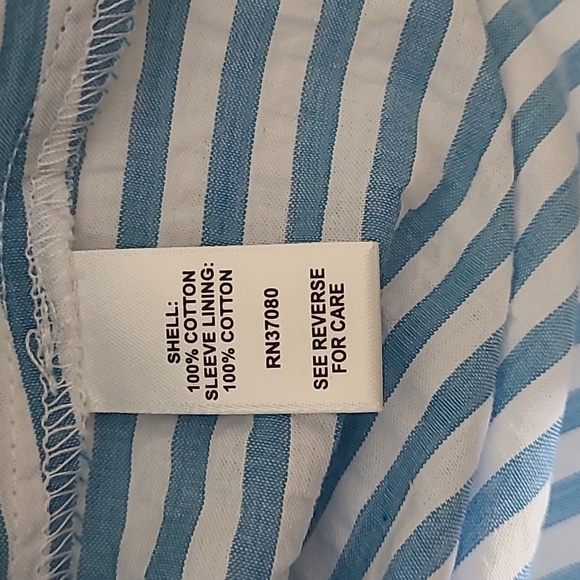 SHELL:
100% COTTON
SLEEVE LINING:
100% COTTON
RN37080
SEE REVERSE
FOR CARE